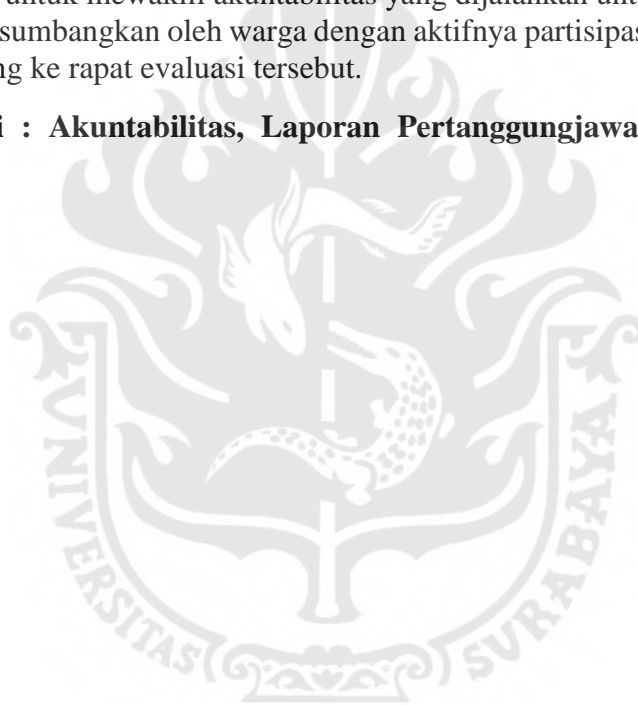 untuk mewakili akuntabilitas yang dijalankan unt
sumbangkan oleh warga dengan aktifnya partisipas
ng ke rapat evaluasi tersebut.
i : Akuntabilitas, Laporan Pertanggungjawa
UNIVERSITAS SURABAYA